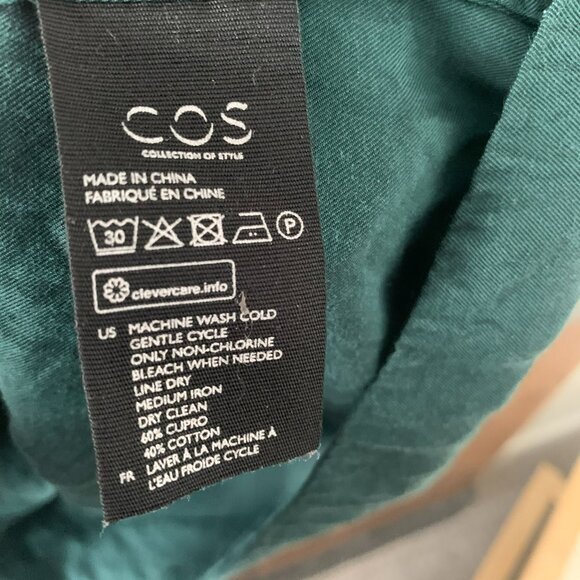 COS
COLLECTION OF STYLE
MADE IN CHINA
FABRIQUÉ EN CHINE
30 P
clevercare.info
US MACHINE WASH COLD
GENTLE CYCLE
ONLY NON-CHLORINE
BLEACH WHEN NEEDED
LINE DRY
MEDIUM IRON
DRY CLEAN
60% CUPRO
40% COTTON
FR LAVER À LA MACHINE À
L'EAU FROIDE CYCLE